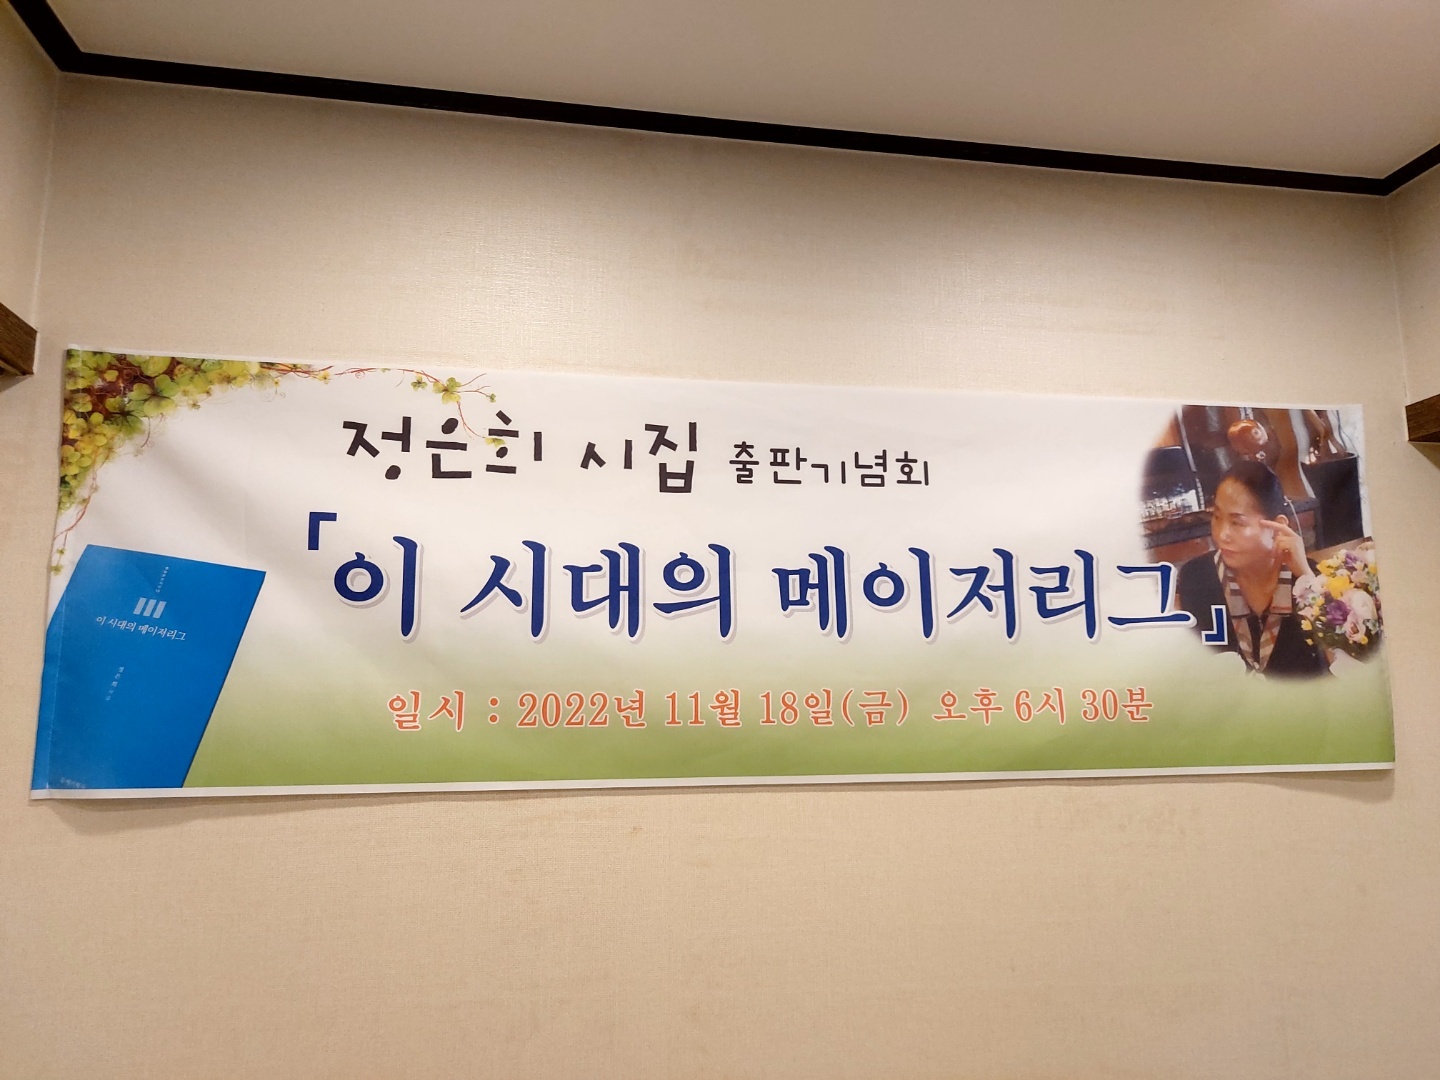 정은희 시집 출판기념회
「이 시대의 메이저리그」
일시 : 2022년 11월 18일(금) 오후 6시 30분
이 시대의 메이저리그